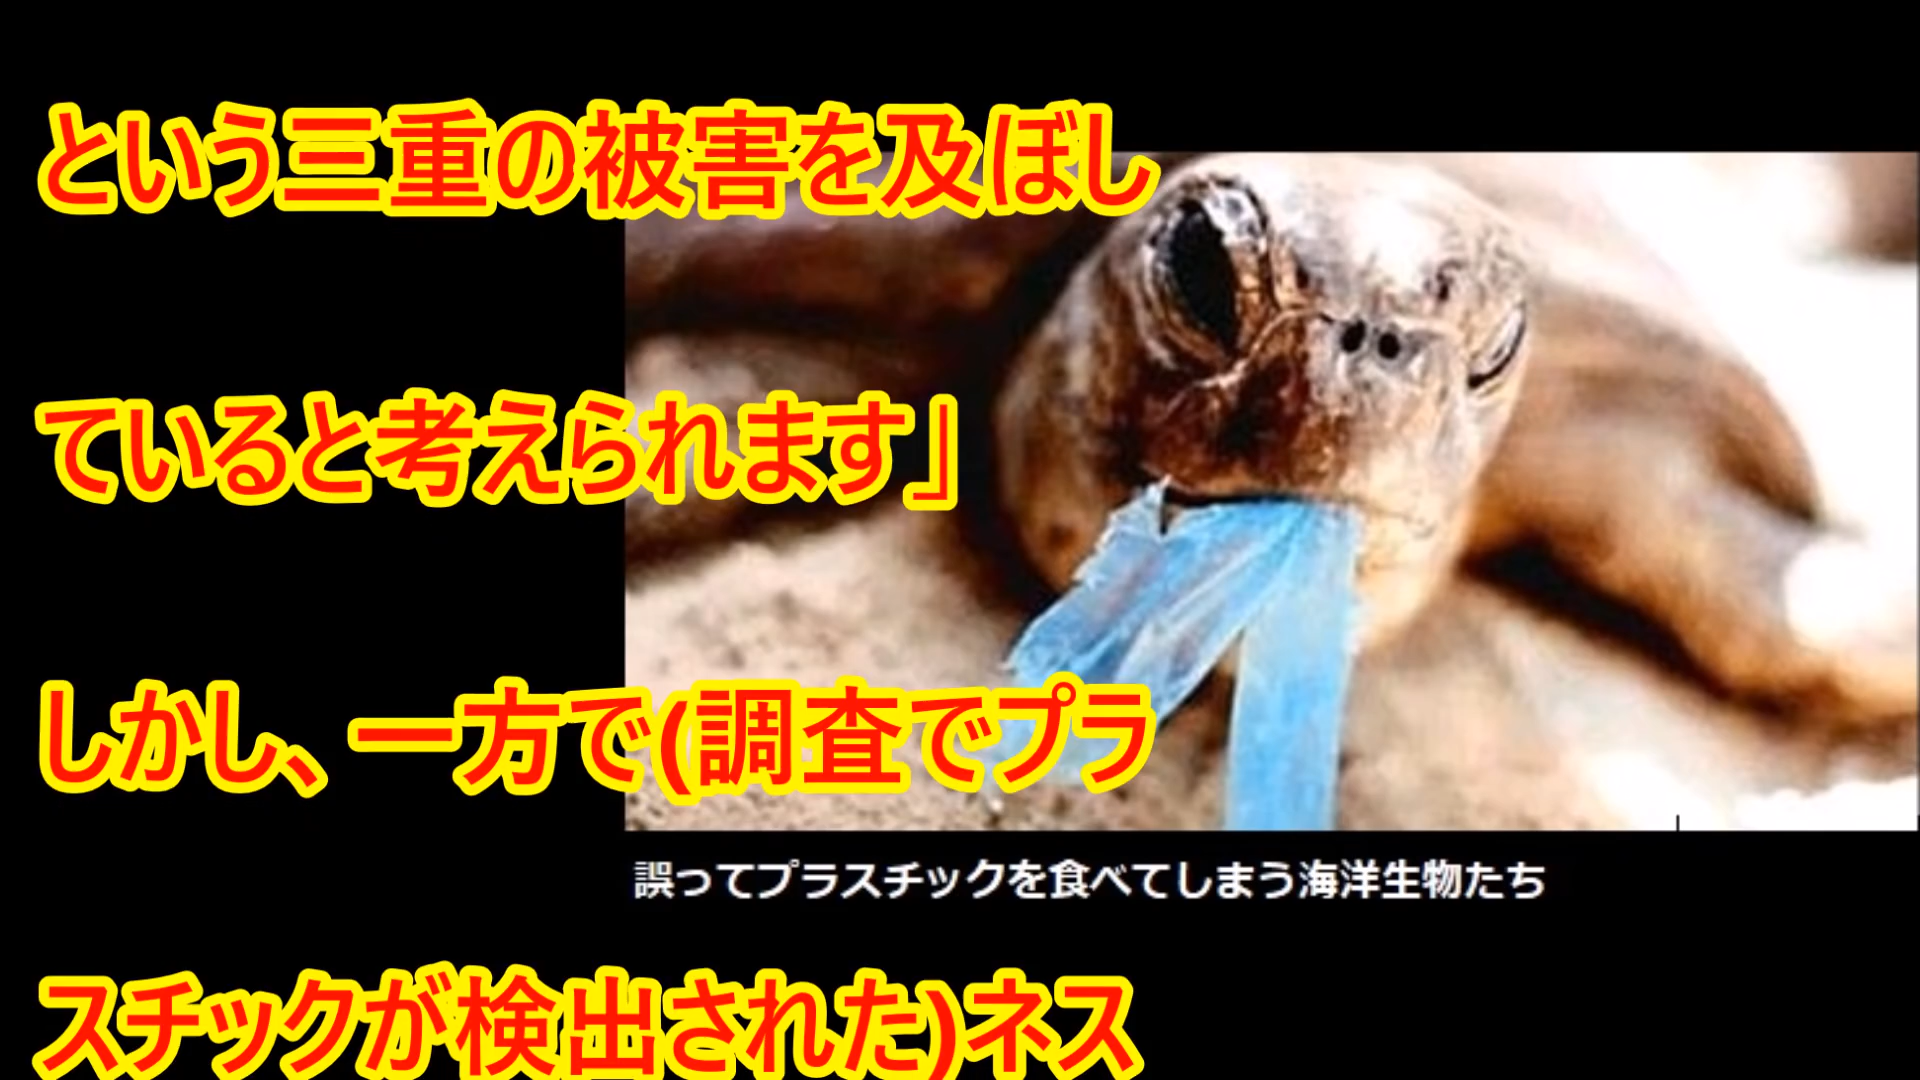 という三重の被害を及ぼし
ていると考えられます」
しかし、一方で(調査でプラ
誤ってプラスチックを食べてしまう海洋生物たち
スチックが検出された)ネス